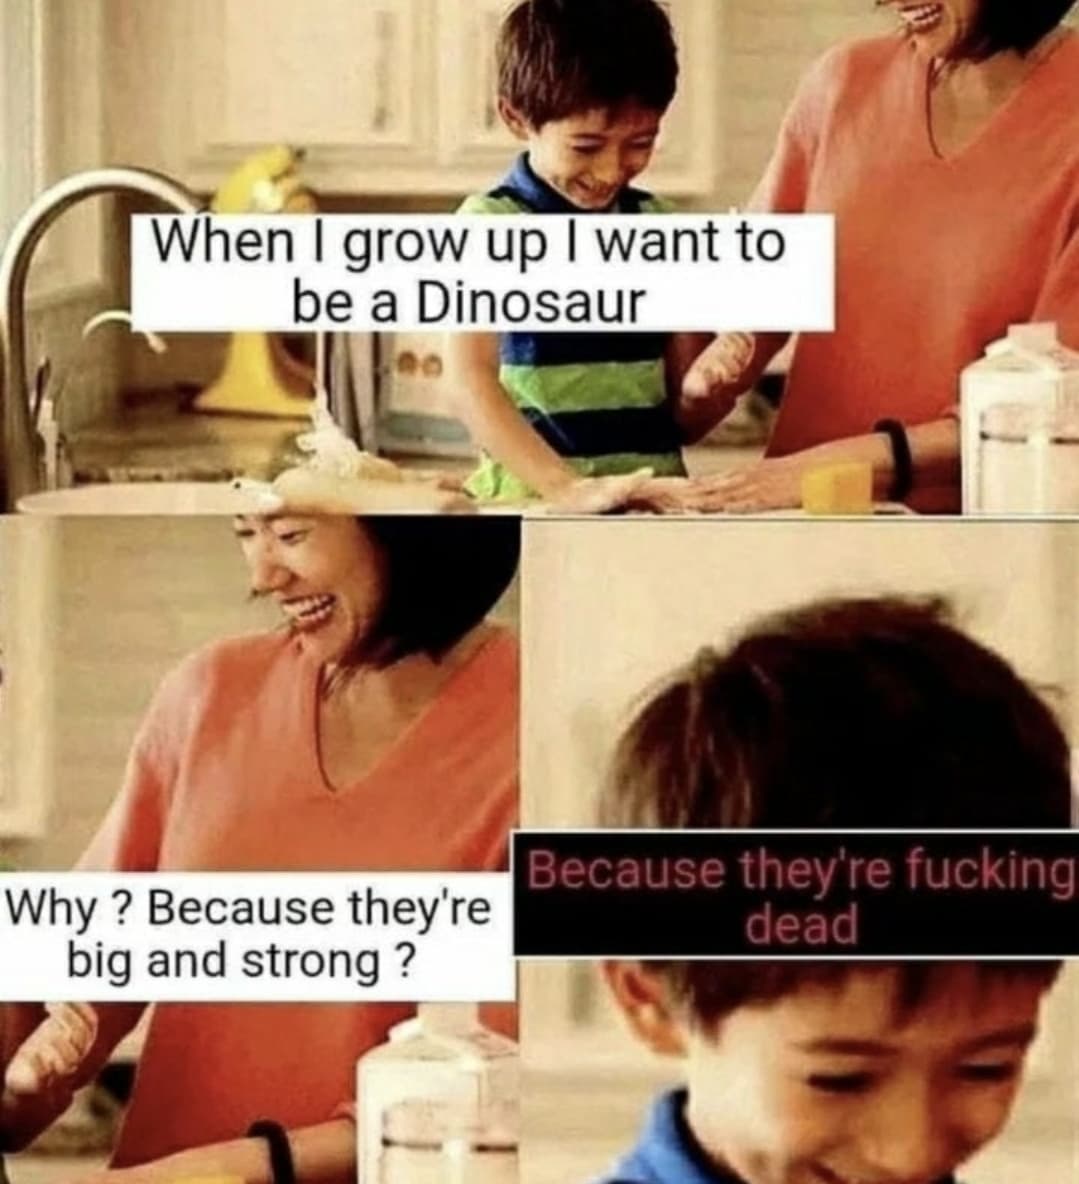 When I grow up I want to
be a Dinosaur
Why ? Because they're
big and strong ?
Because they're fucking
dead